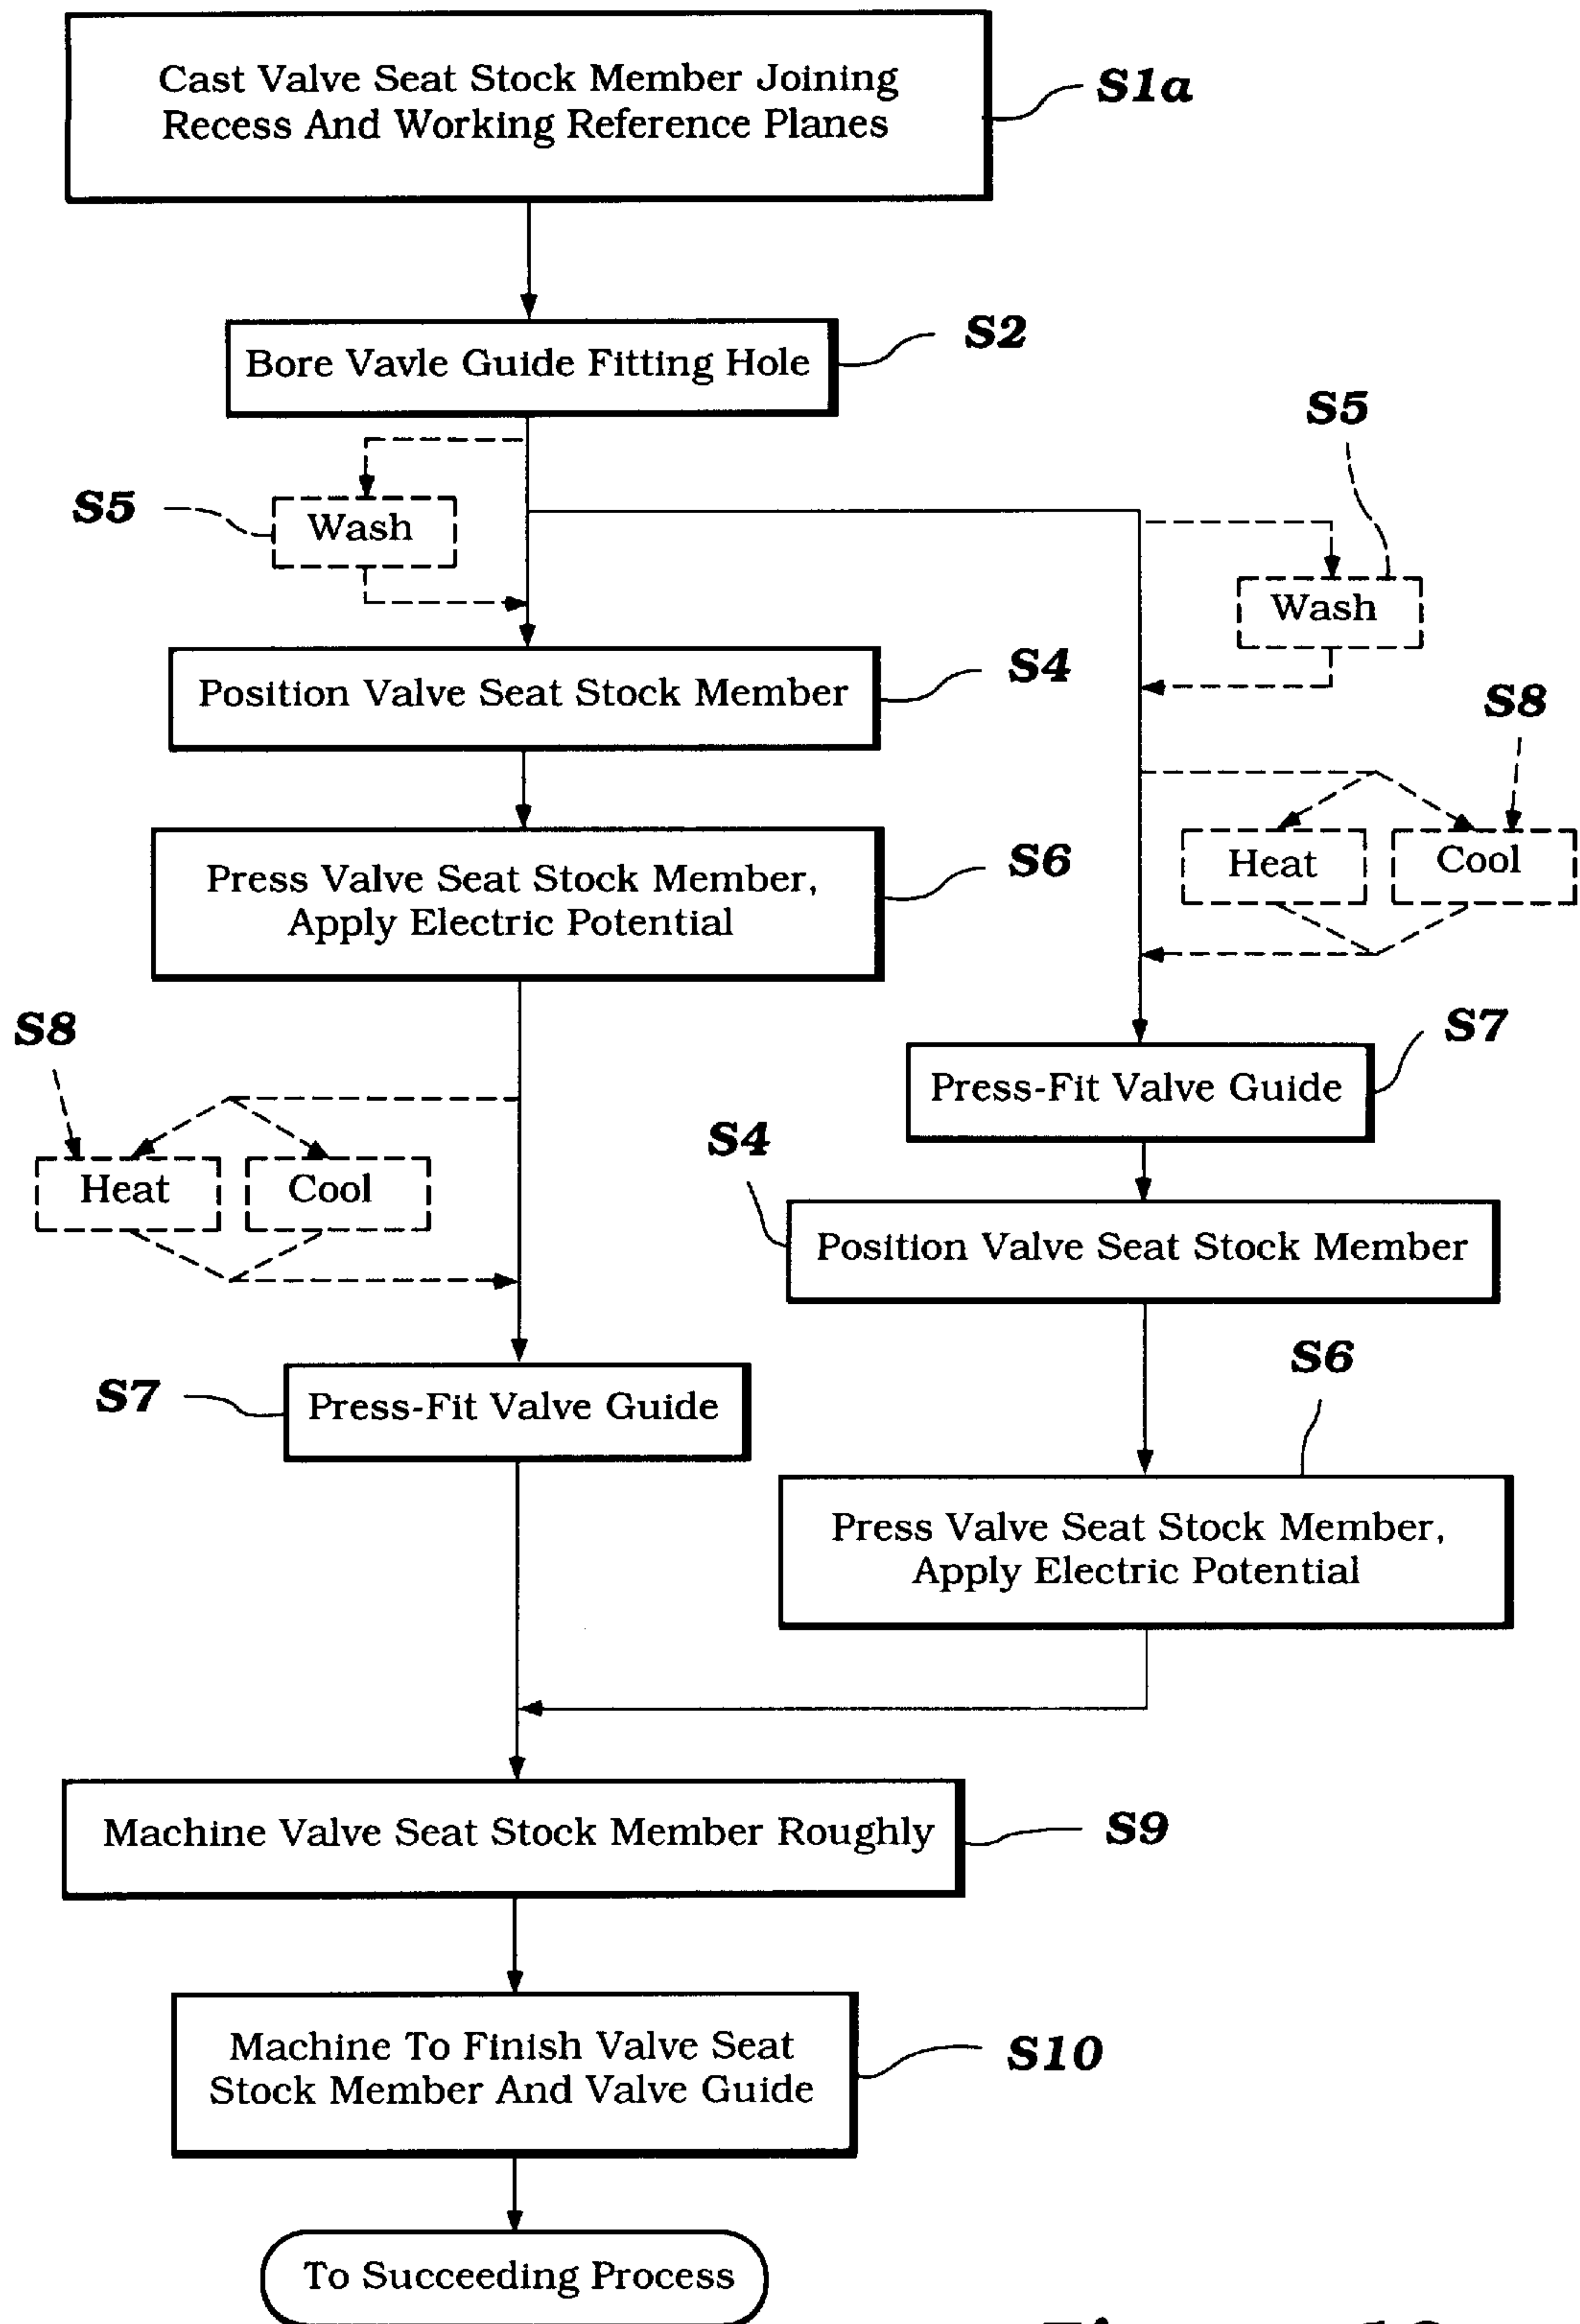 Cast Valve Seat Stock Member Joining
Recess And Working Reference Planes
S1a
Bore Vavle Guide Fitting Hole
S2
S5
Wash
S5
Wash
Position Valve Seat Stock Member
S4
S8
Heat
Cool
Press Valve Seat Stock Member,
Apply Electric Potential
S6
S8
Heat
Cool
Press-Fit Valve Guide
S7
S4
Position Valve Seat Stock Member
S7
Press-Fit Valve Guide
S6
Press Valve Seat Stock Member,
Apply Electric Potential
Machine Valve Seat Stock Member Roughly
S9
Machine To Finish Valve Seat
Stock Member And Valve Guide
S10
To Succeeding Process